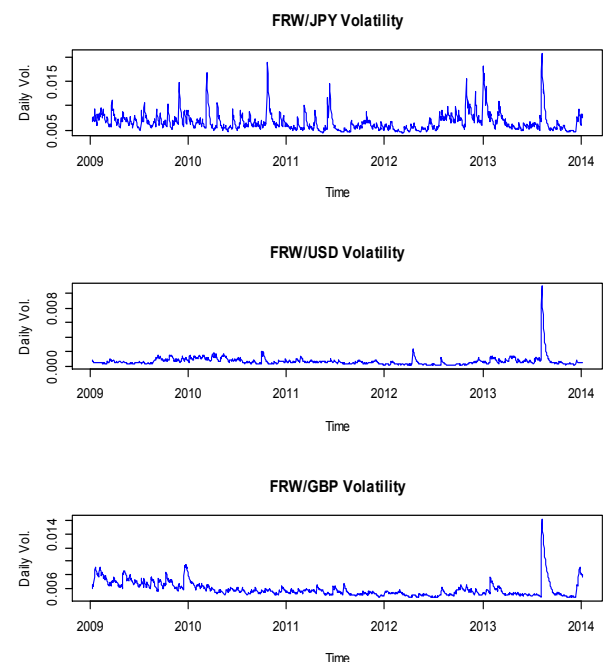 FRW/JPY Volatility
Daily Vol.
0.015
0.005
2009 2010 2011 2012 2013 2014
Time
FRW/USD Volatility
Daily Vol.
0.008
0.000
2009 2010 2011 2012 2013 2014
Time
FRW/GBP Volatility
Daily Vol.
0.014
0.006
2009 2010 2011 2012 2013 2014
Time